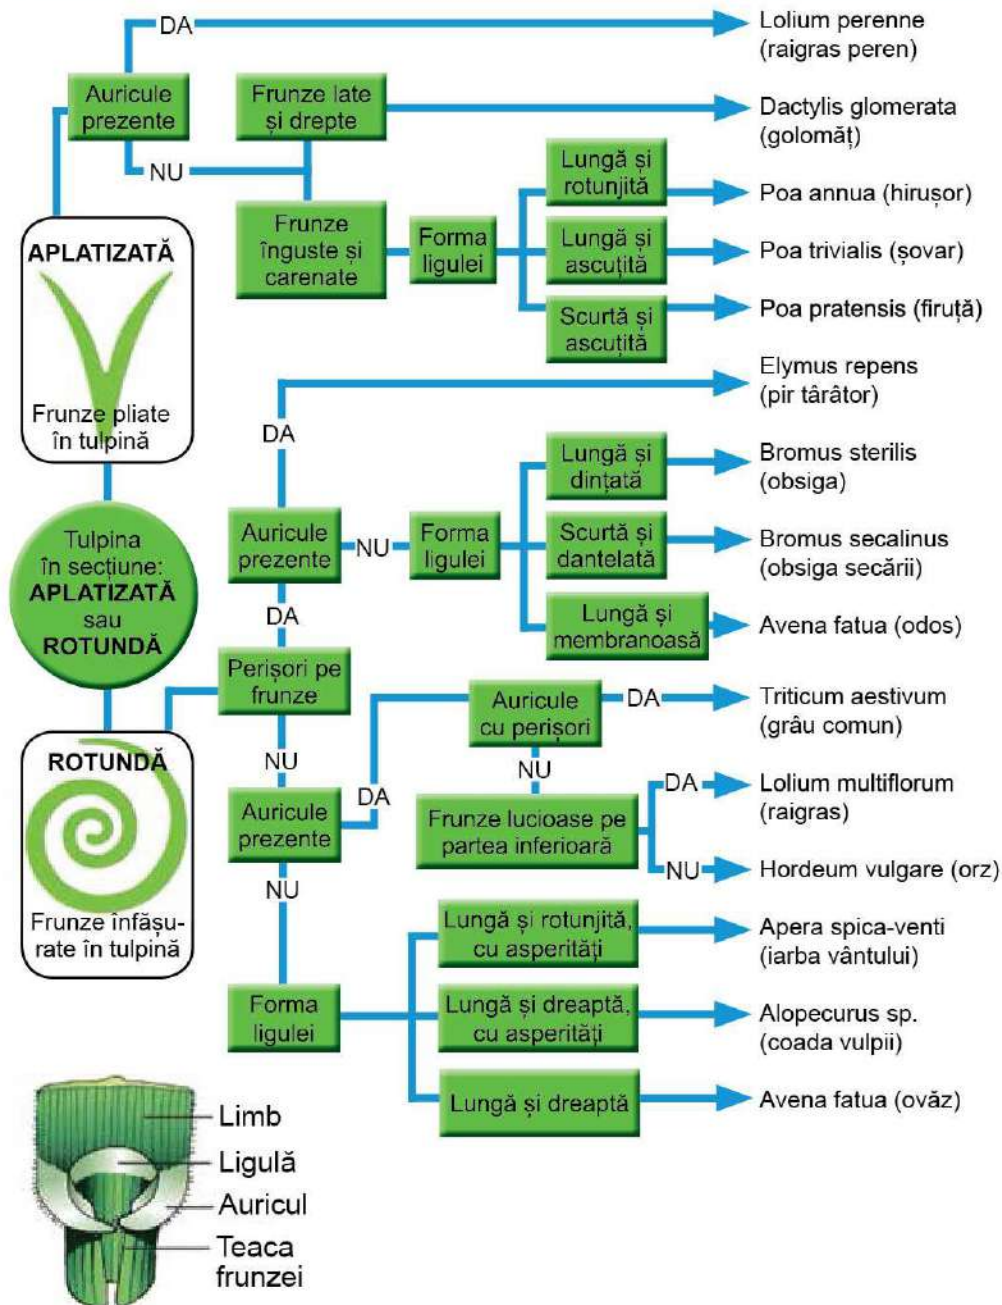 DA
Lolium perenne
(raigras peren)
Auricule
prezente
Frunze late
și drepte
Dactylis glomerata
(golomăț)
NU
Lungă și
rotunjită
Poa annua (hirușor)
APLATIZATĂ
Frunze
înguste și
carenate
Forma
ligulei
Lungă și
ascuțită
Poa trivialis (șovar)
Scurtă și
ascuțită
Poa pratensis (firuță)
Frunze pliate
în tulpină
Elymus repens
(pir târâtor)
DA
Lungă și
dințată
Bromus sterilis
(obsiga)
Tulpina
în secțiune:
APLATIZATĂ
sau
ROTUNDĂ
Auricule
prezente
NU
Forma
ligulei
Scurtă și
dantelată
Bromus secalinus
(obsiga secării)
DA
Lungă și
membranoasă
Avena fatua (odos)
Perișori pe
frunze
Auricule
cu perișori
DA
Triticum aestivum
(grâu comun)
ROTUNDĂ
NU
NU
DA
Auricule
prezente
Frunze lucioase pe
partea inferioară
DA
Lolium multiflorum
(raigras)
NU
Hordeum vulgare (orz)
NU
Frunze înfășu-
rate în tulpină
Lungă și rotunjită,
cu asperități
Apera spica-venti
(iarba vântului)
Forma
ligulei
Lungă și dreaptă,
cu asperități
Alopecurus sp.
(coada vulpii)
Lungă și dreaptă
Avena fatua (ovăz)
Limb
Ligulă
Auricul
Teaca
frunzei